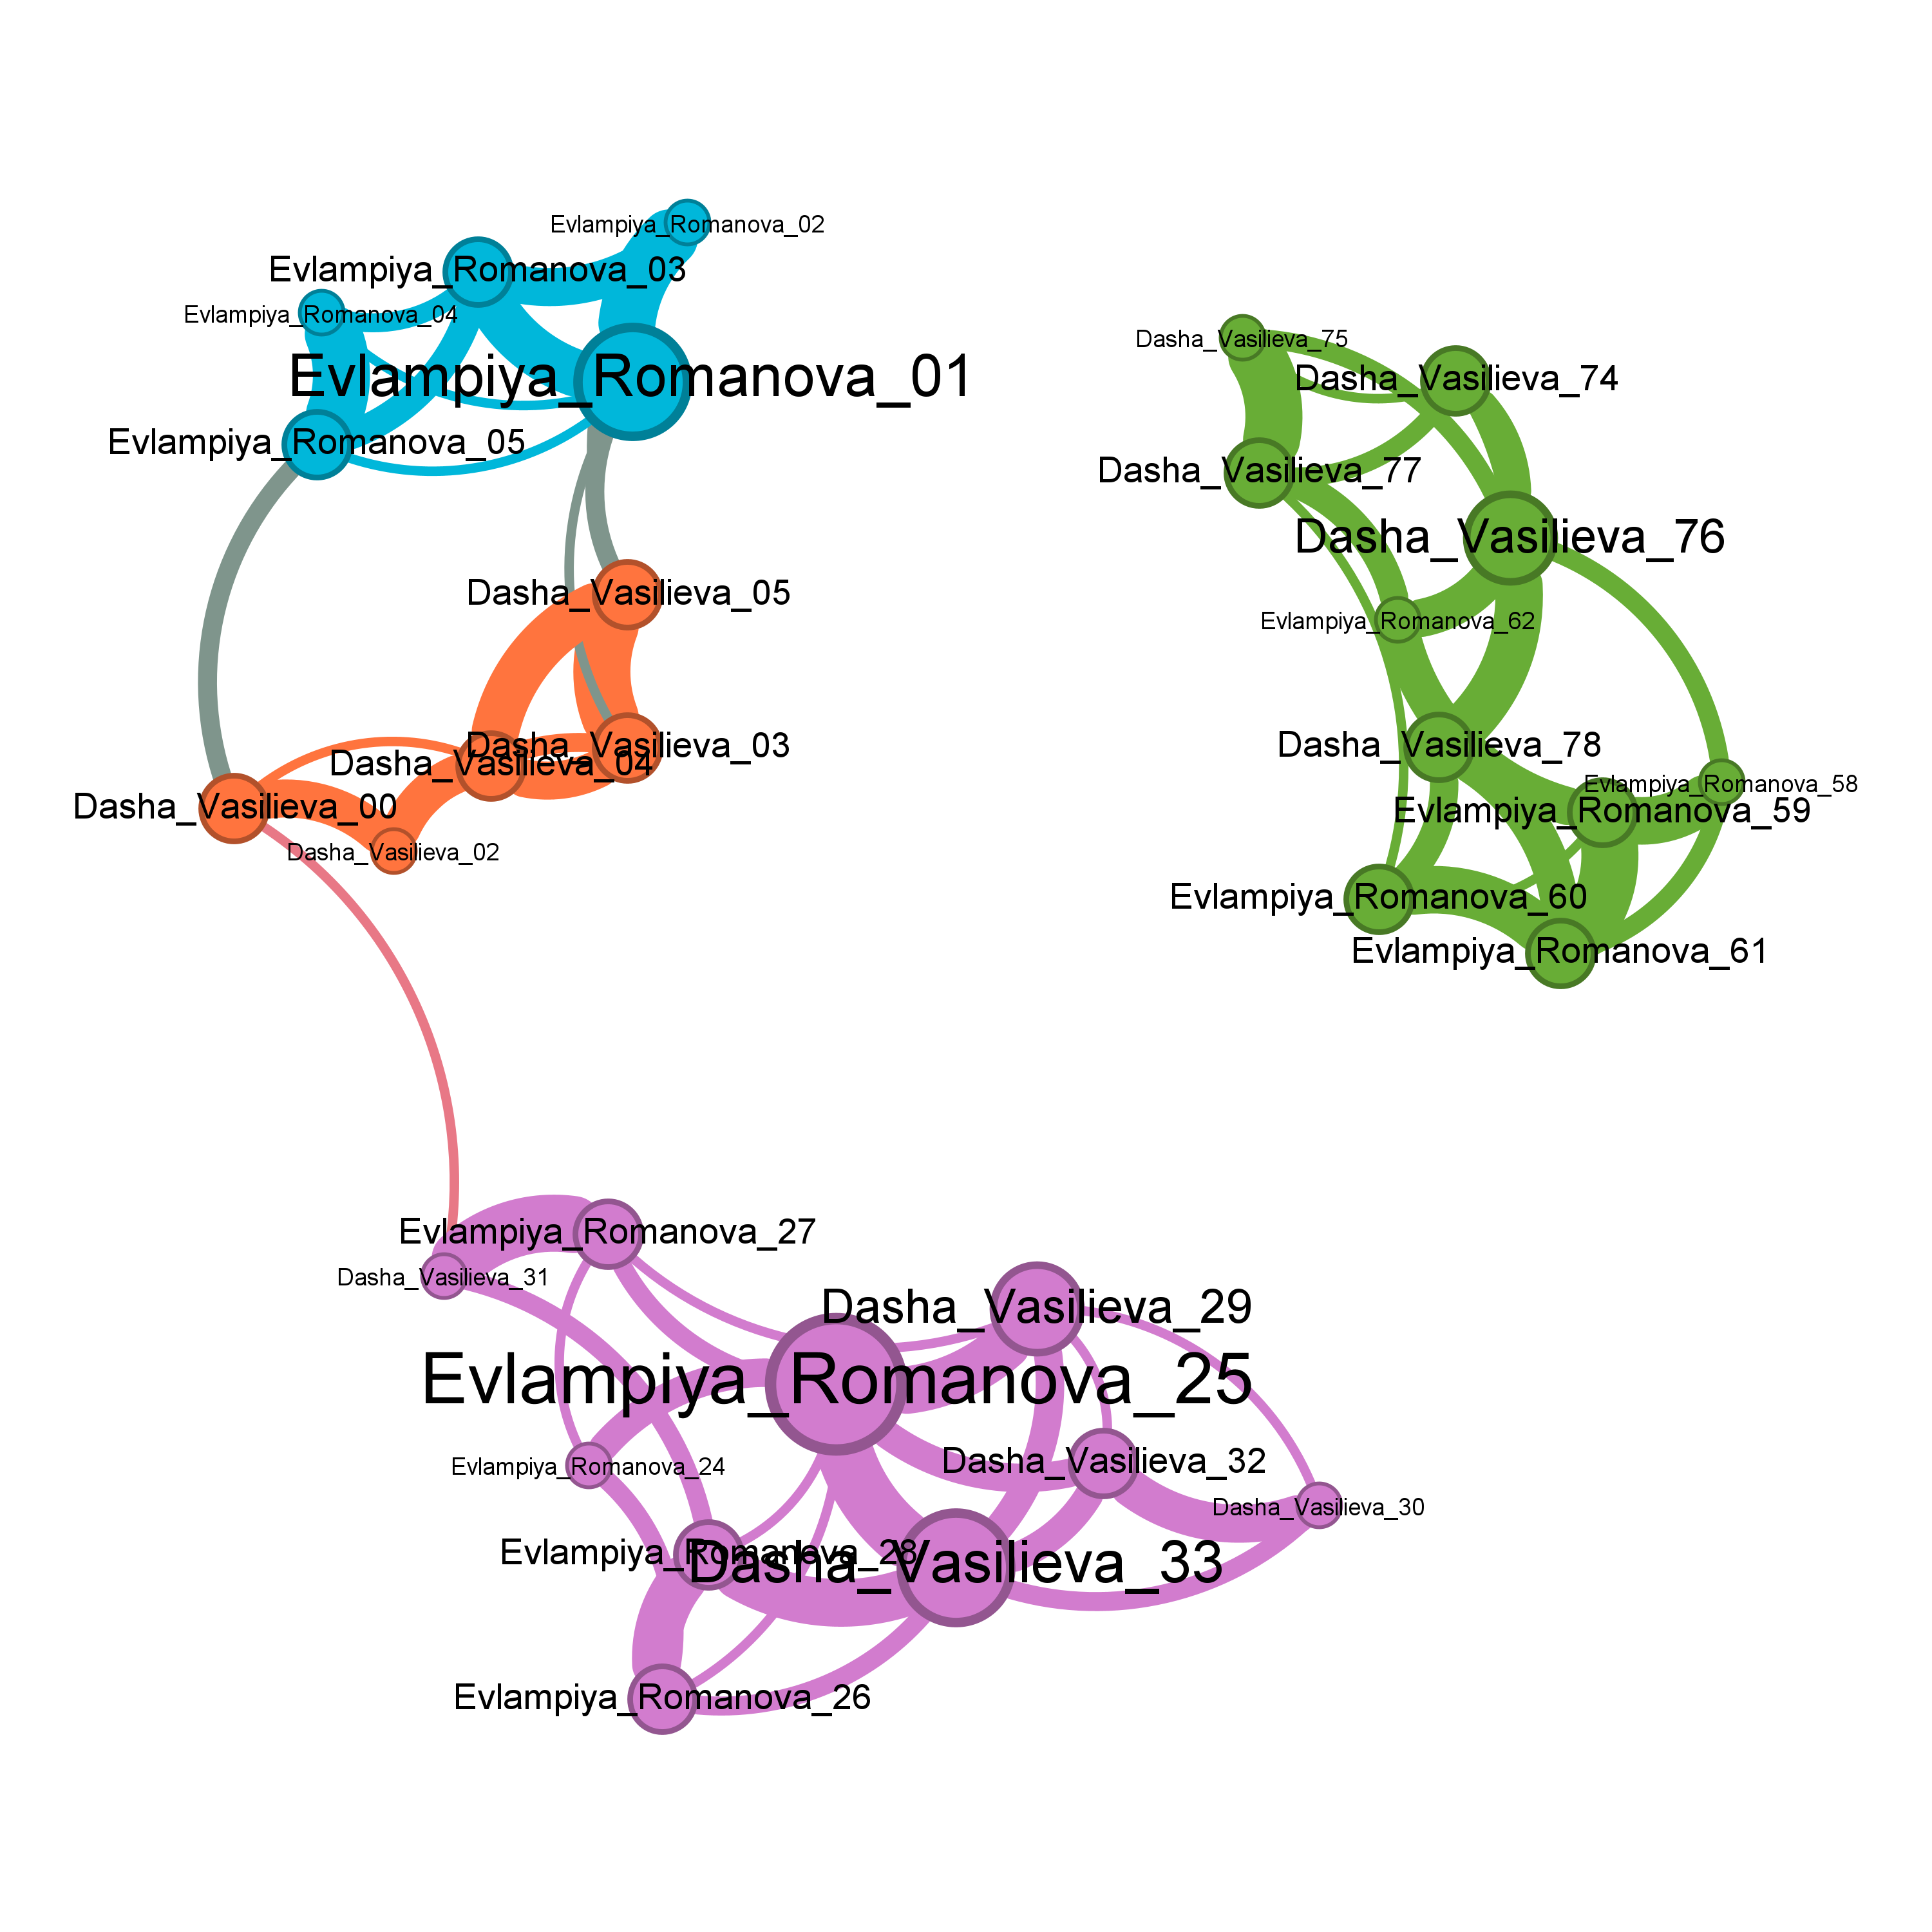 Evlampiya_Romanova_02
Evlampiya_Romanova_03
Evlampiya_Romanova_04
Evlampiya_Romanova_01
Evlampiya_Romanova_05
Dasha_Vasilieva_05
Dasha_Vasilieva_03
Dasha_Vasilieva_04
Dasha_Vasilieva_00
Dasha_Vasilieva_02
Dasha_Vasilieva_75
Dasha_Vasilieva_74
Dasha_Vasilieva_77
Dasha_Vasilieva_76
Evlampiya_Romanova_62
Dasha_Vasilieva_78
Evlampiya_Romanova_58
Evlampiya_Romanova_59
Evlampiya_Romanova_60
Evlampiya_Romanova_61
Evlampiya_Romanova_27
Dasha_Vasilieva_31
Dasha_Vasilieva_29
Evlampiya_Romanova_25
Evlampiya_Romanova_24
Dasha_Vasilieva_32
Dasha_Vasilieva_30
Evlampiya_Romanova_28
Dasha_Vasilieva_33
Evlampiya_Romanova_26